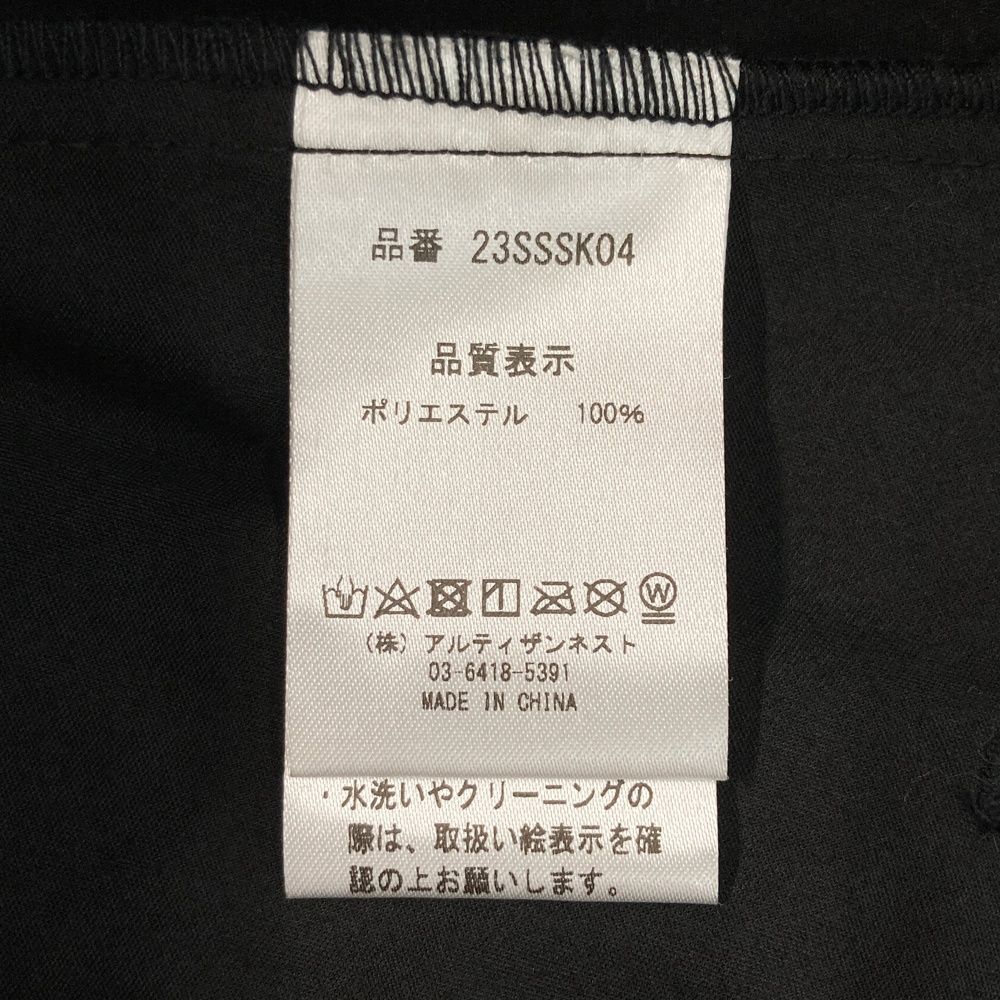 品番 23SSSK04
品質表示
ポリエステル 100%
W
(株) アルティザンネスト
03-6418-5391
MADE IN CHINA
・水洗いやクリーニングの
際は、取扱い絵表示を確
認の上お願いします。